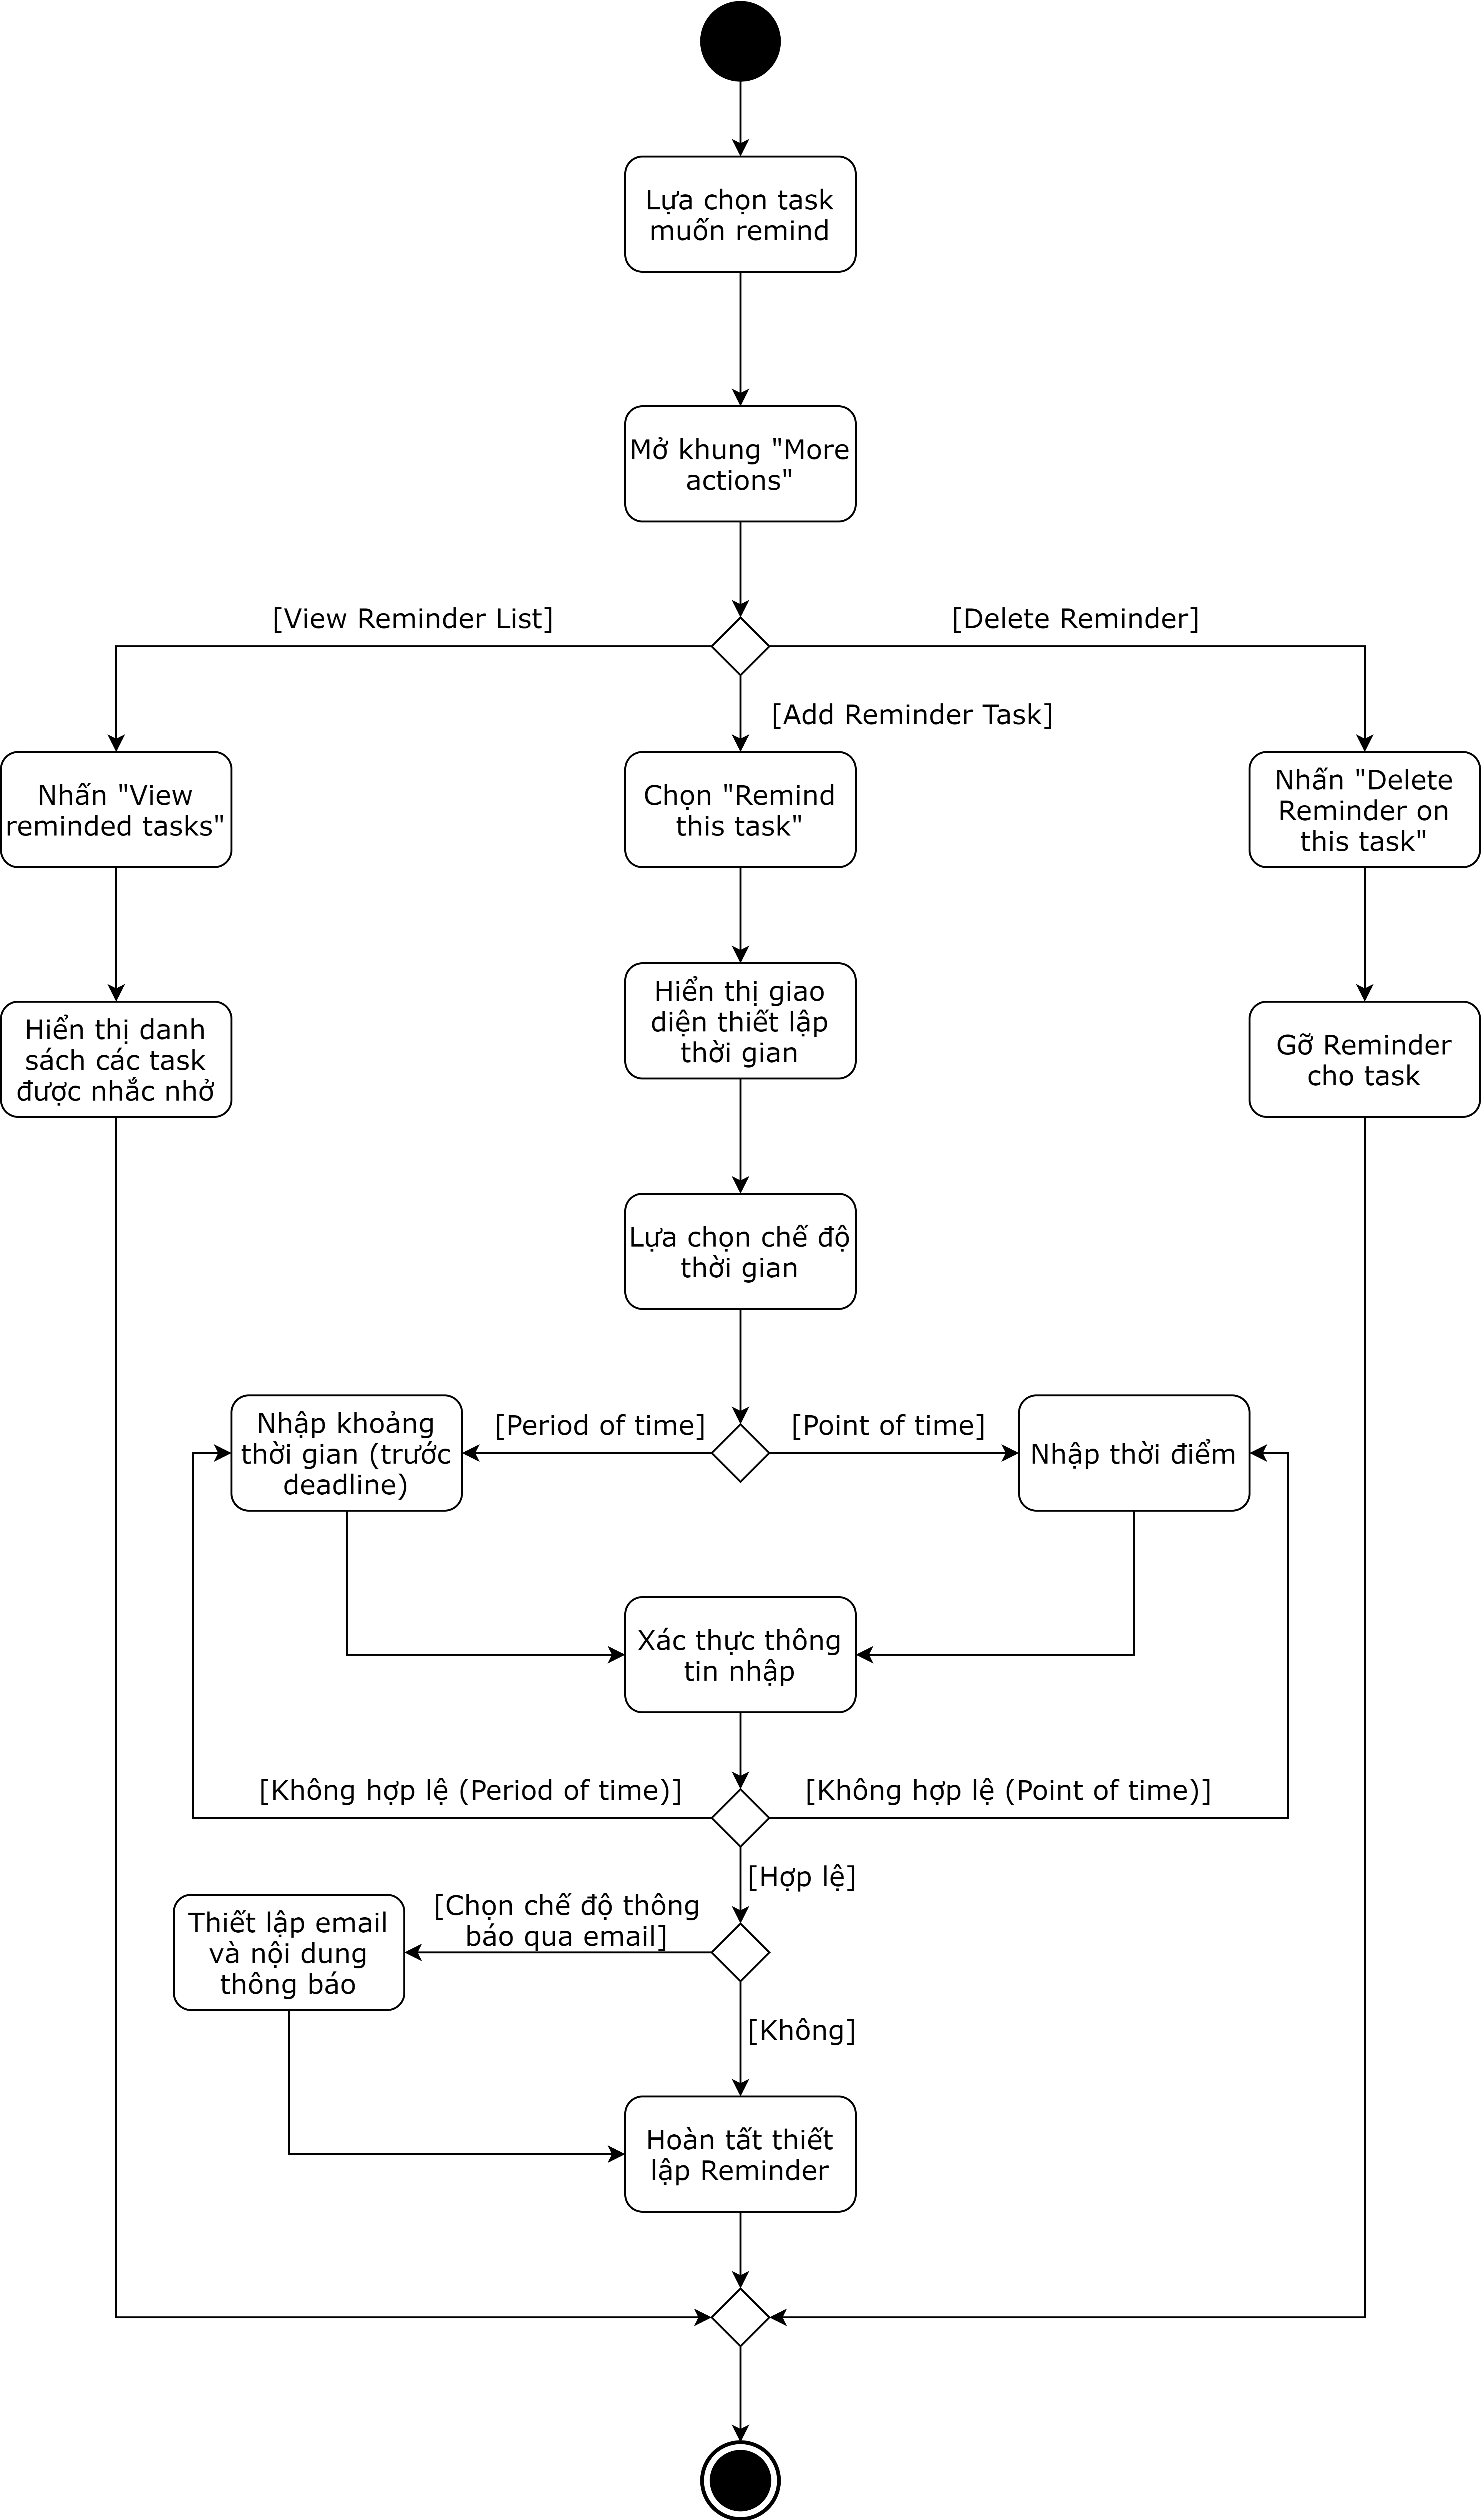 Lựa chọn task
muốn remind
Mở khung "More
actions"
[View Reminder List]
[Delete Reminder]
[Add Reminder Task]
Nhấn "View
reminded tasks"
Chọn "Remind
this task"
Nhấn "Delete
Reminder on
this task"
Hiển thị danh
sách các task
được nhắc nhở
Hiển thị giao
diện thiết lập
thời gian
Gỡ Reminder
cho task
Lựa chọn chế độ
thời gian
Nhập khoảng
thời gian (trước
deadline)
[Period of time]
[Point of time]
Nhập thời điểm
Xác thực thông
tin nhập
[Không hợp lệ (Period of time)]
[Không hợp lệ (Point of time)]
[Hợp lệ]
Thiết lập email
và nội dung
thông báo
[Chọn chế độ thông
báo qua email]
[Không]
Hoàn tất thiết
lập Reminder